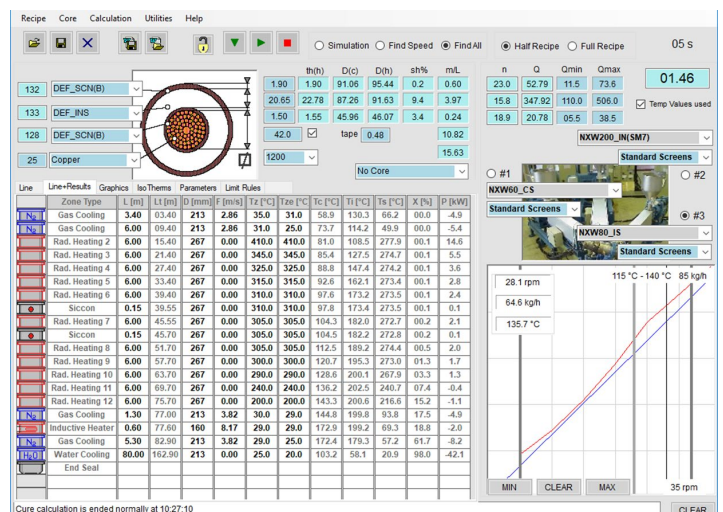 Recipe Core Calculation Utilities Help
Simulation Find Speed Find All Half Recipe Full Recipe 05 s
th(h) D(c) D(h) sh% m/L n Q Qmin Qmax
132 DEF_SCN(B) 1.90 1.90 91.06 95.44 0.2 0.60 23.0 52.79 11.5 73.6 01.46
133 DEF_INS 20.65 22.78 87.26 91.63 9.4 3.97 15.8 347.92 110.0 506.0 Temp Values used
128 DEF_SCN(B) 1.50 1.55 45.96 46.07 3.4 0.24 18.9 20.78 05.5 38.5
42.0 tape 0.48 10.82 NXW200_IN(SM7)
25 Copper 1200 15.63 Standard Screens
No Core #1 #2
Line Line+Results Graphics Iso Therms Parameters Limit Rules NXW60_CS
Zone Type L [m] Lt [m] D [mm] F [m/s] Tz [°C] Tze [°C] Tc [°C] Ti [°C] Ts [°C] X [%] P [kW]
N₂ Gas Cooling 3.40 03.40 213 2.86 35.0 31.0 58.9 130.3 66.2 00.0 -4.9
N₂ Gas Cooling 6.00 09.40 213 2.86 31.0 25.0 73.7 114.2 49.9 00.0 -5.4
Rad. Heating 2 6.00 15.40 267 0.00 410.0 410.0 81.0 108.5 277.9 00.1 14.6
Rad. Heating 3 6.00 21.40 267 0.00 345.0 345.0 85.4 127.5 274.7 00.1 5.5
Rad. Heating 4 6.00 27.40 267 0.00 325.0 325.0 88.8 147.4 274.2 00.1 3.6
Rad. Heating 5 6.00 33.40 267 0.00 315.0 315.0 92.6 162.1 273.4 00.1 2.8
Rad. Heating 6 6.00 39.40 267 0.00 310.0 310.0 97.6 173.2 273.5 00.1 2.4
Siccon 0.15 39.55 267 0.00 310.0 310.0 97.8 173.4 273.5 00.1 0.1
Rad. Heating 7 6.00 45.55 267 0.00 305.0 305.0 104.3 182.0 272.7 00.2 2.1
Siccon 0.15 45.70 267 0.00 305.0 305.0 104.5 182.2 272.8 00.2 0.1
Rad. Heating 8 6.00 51.70 267 0.00 305.0 305.0 112.5 189.2 274.4 00.5 2.0
Rad. Heating 9 6.00 57.70 267 0.00 300.0 300.0 120.7 195.3 273.0 01.3 1.7
Rad. Heating 10 6.00 63.70 267 0.00 290.0 290.0 128.6 200.1 267.9 03.3 1.3
Rad. Heating 11 6.00 69.70 267 0.00 240.0 240.0 136.2 202.5 240.7 07.4 -0.4
Rad. Heating 12 6.00 75.70 267 0.00 200.0 200.0 143.3 200.6 216.6 15.2 -1.1
N₂ Gas Cooling 1.30 77.00 213 3.82 30.0 29.0 144.8 199.8 93.8 17.5 -4.9
Inductive Heater 0.60 77.60 160 8.17 29.0 29.0 172.9 199.2 69.3 18.8 -2.0
N₂ Gas Cooling 5.30 82.90 213 3.82 29.0 25.0 172.4 179.3 57.2 61.7 -8.2
H₂O Water Cooling 80.00 162.90 213 0.00 25.0 20.0 103.2 58.1 20.9 98.0 -42.1
End Seal
Standard Screens #3
NXW80_IS
Standard Screens
28.1 rpm 115 °C - 140 °C 85 kg/h
64.6 kg/h
135.7 °C
MIN CLEAR MAX 35 rpm
Cure calculation is ended normally at 10:27:10 CLEAR